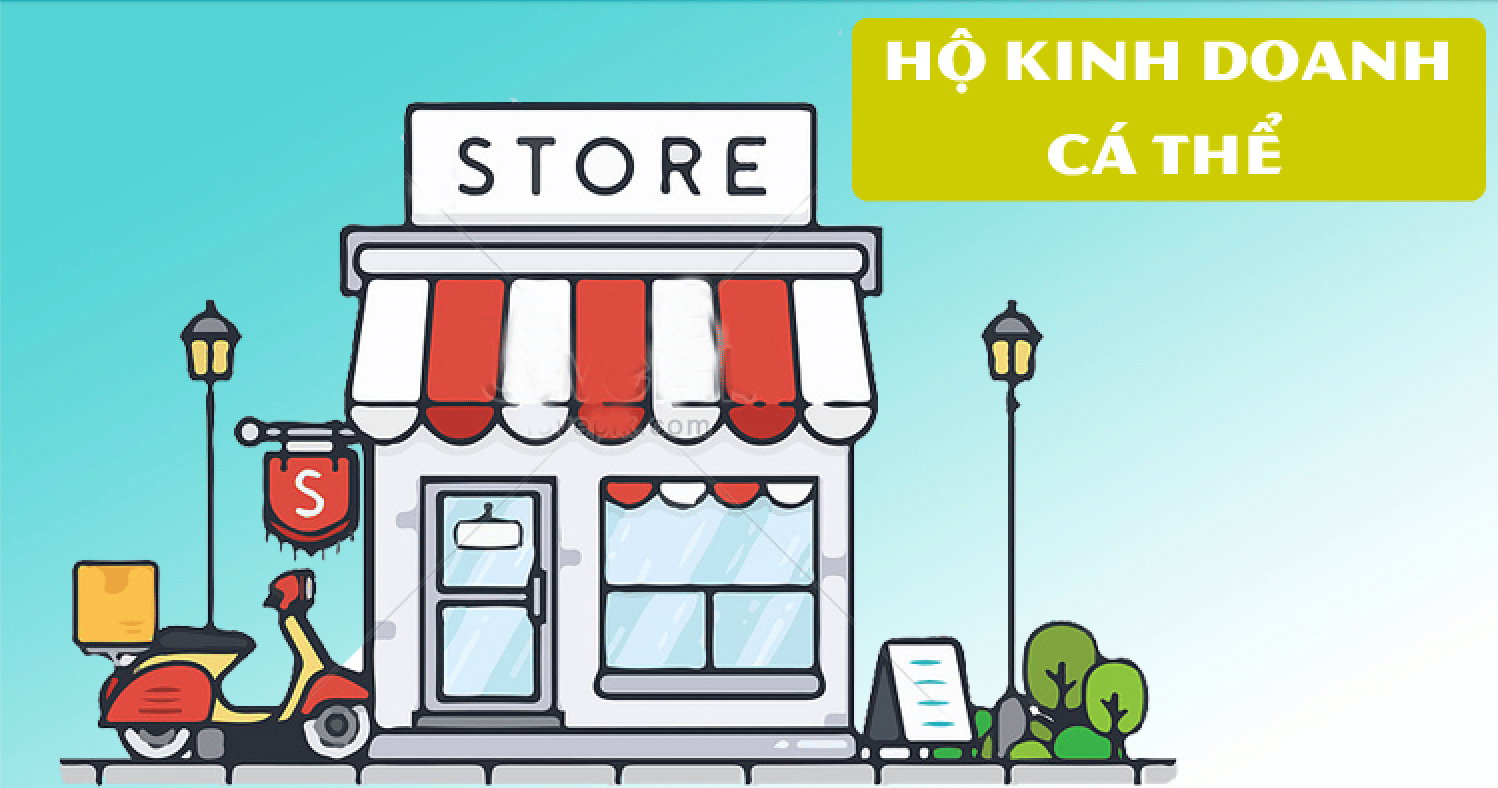 HỘ KINH DOANH
CÁ THỂ
STORE
S